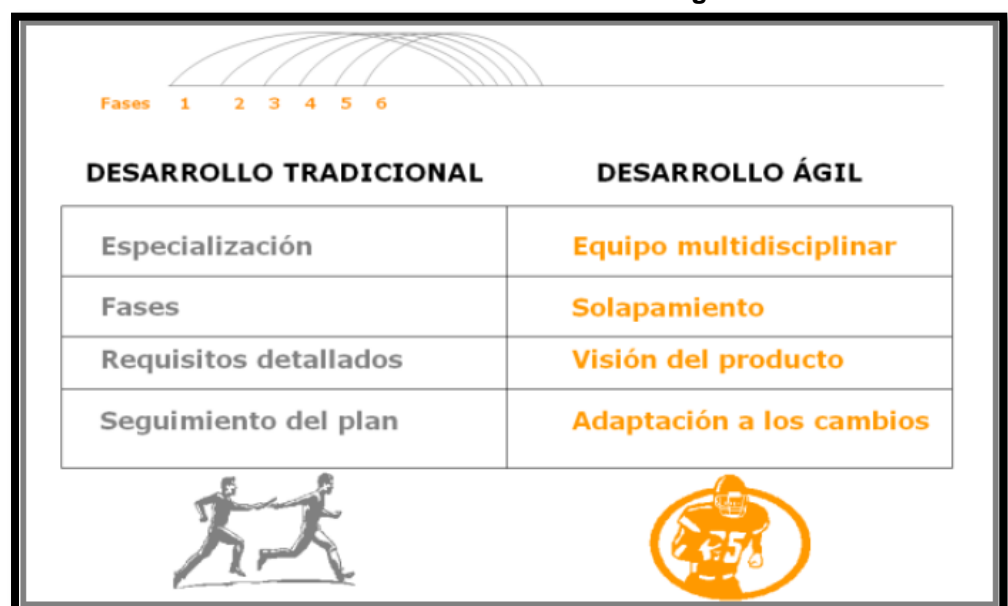 Fases 1 2 3 4 5 6
DESARROLLO TRADICIONAL DESARROLLO ÁGIL
Especialización Equipo multidisciplinar
Fases Solapamiento
Requisitos detallados Visión del producto
Seguimiento del plan Adaptación a los cambios